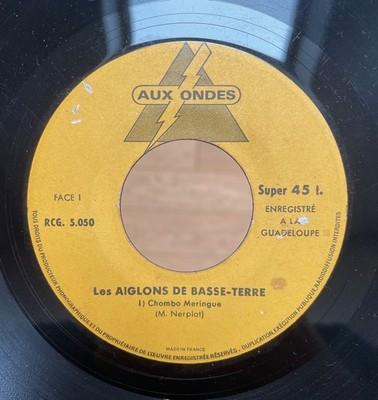 AUX ONDES
FACE 1
RCG. 5.050
Super 45 t.
ENREGISTRÉ
A LA
GUADELOUPE
Les AIGLONS DE BASSE-TERRE
1) Chombo Meringue
(M. Nerplat)
MADE IN FRANCE
TOUS DROITS DU PRODUCTEUR PHONOGRAPHIQUE ET DU PROPRIÉTAIRE DE L'ŒUVRE ENREGISTRÉE RÉSERVÉS - DUPLICATION, EXÉCUTION PUBLIQUE, RADIODIFFUSION INTERDITES